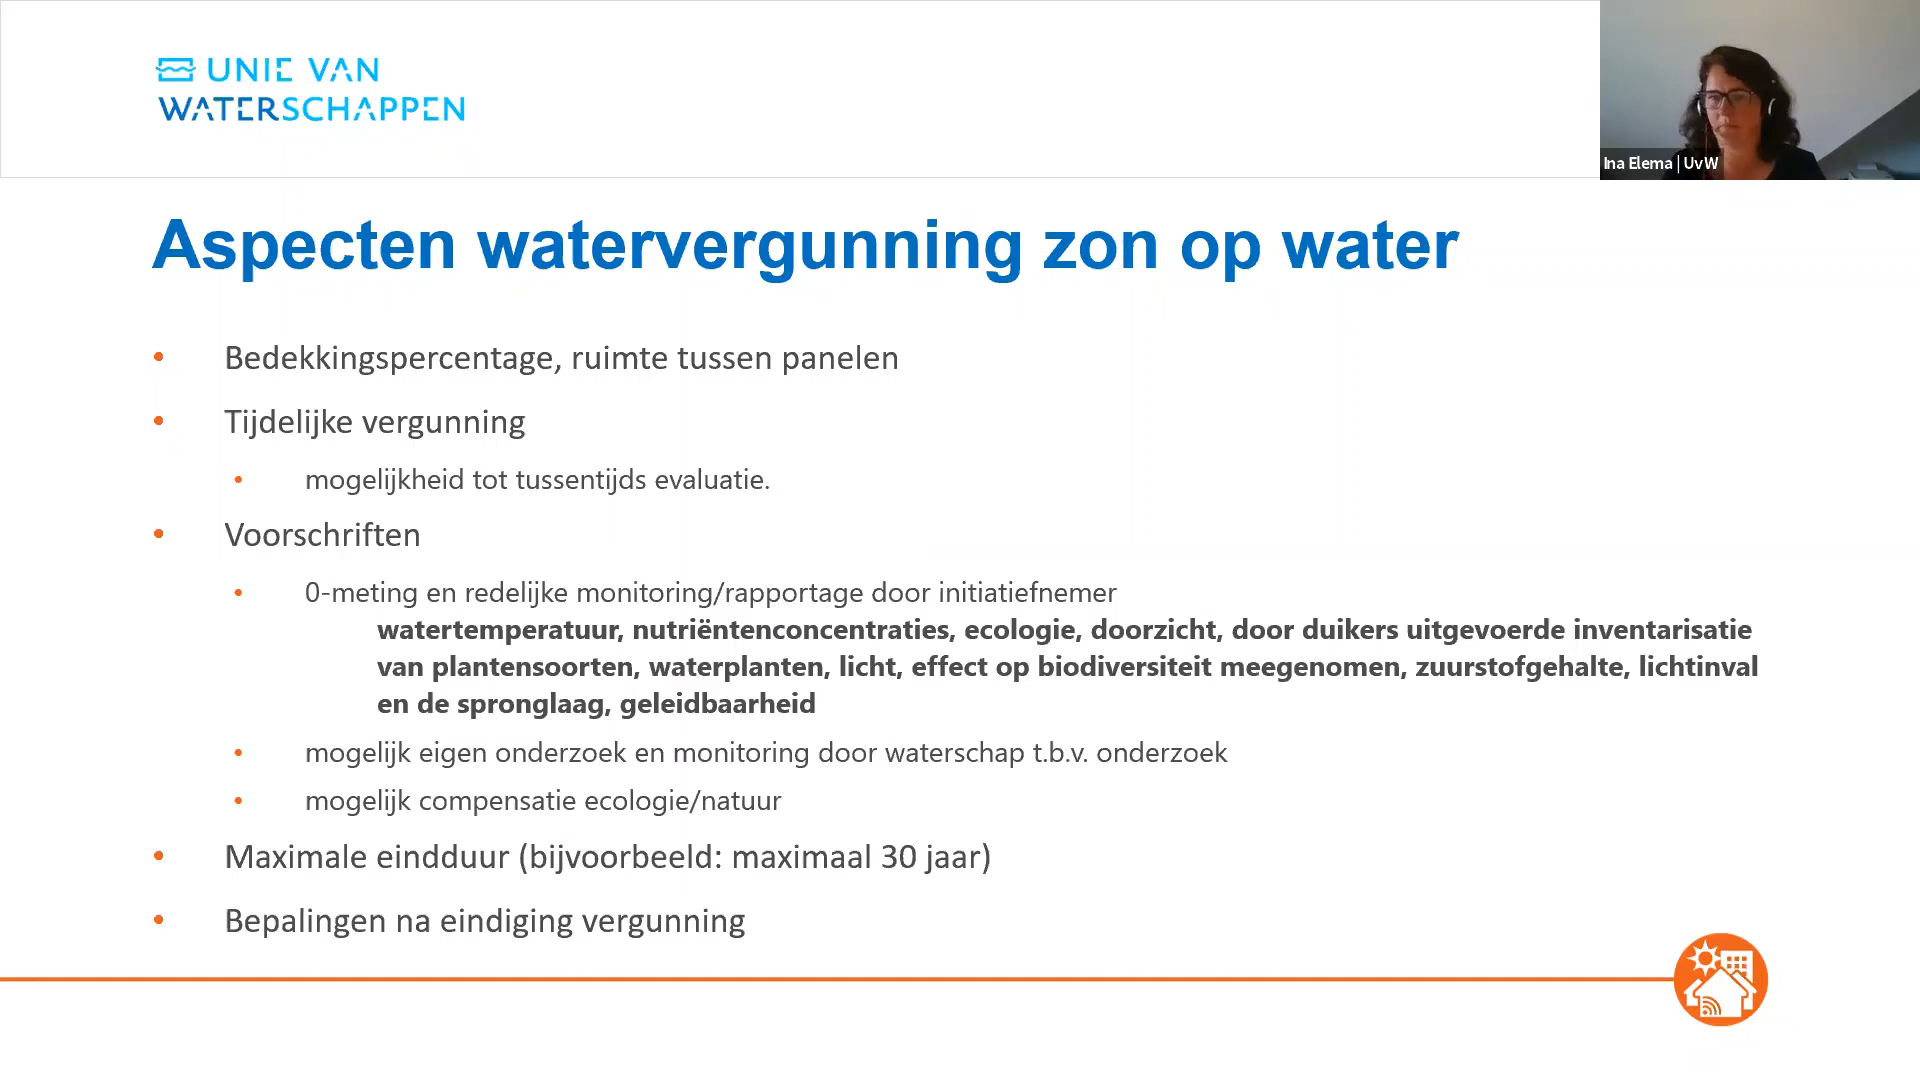 UNIE VAN
WATERSCHAPPEN
Ina Elema | UvW
Aspecten watervergunning zon op water
• Bedekkingspercentage, ruimte tussen panelen
• Tijdelijke vergunning
• mogelijkheid tot tussentijds evaluatie.
• Voorschriften
• 0-meting en redelijke monitoring/rapportage door initiatiefnemer
watertemperatuur, nutriëntenconcentraties, ecologie, doorzicht, door duikers uitgevoerde inventarisatie
van plantensoorten, waterplanten, licht, effect op biodiversiteit meegenomen, zuurstofgehalte, lichtinval
en de spronglaag, geleidbaarheid
• mogelijk eigen onderzoek en monitoring door waterschap t.b.v. onderzoek
• mogelijk compensatie ecologie/natuur
• Maximale eindduur (bijvoorbeeld: maximaal 30 jaar)
• Bepalingen na eindiging vergunning